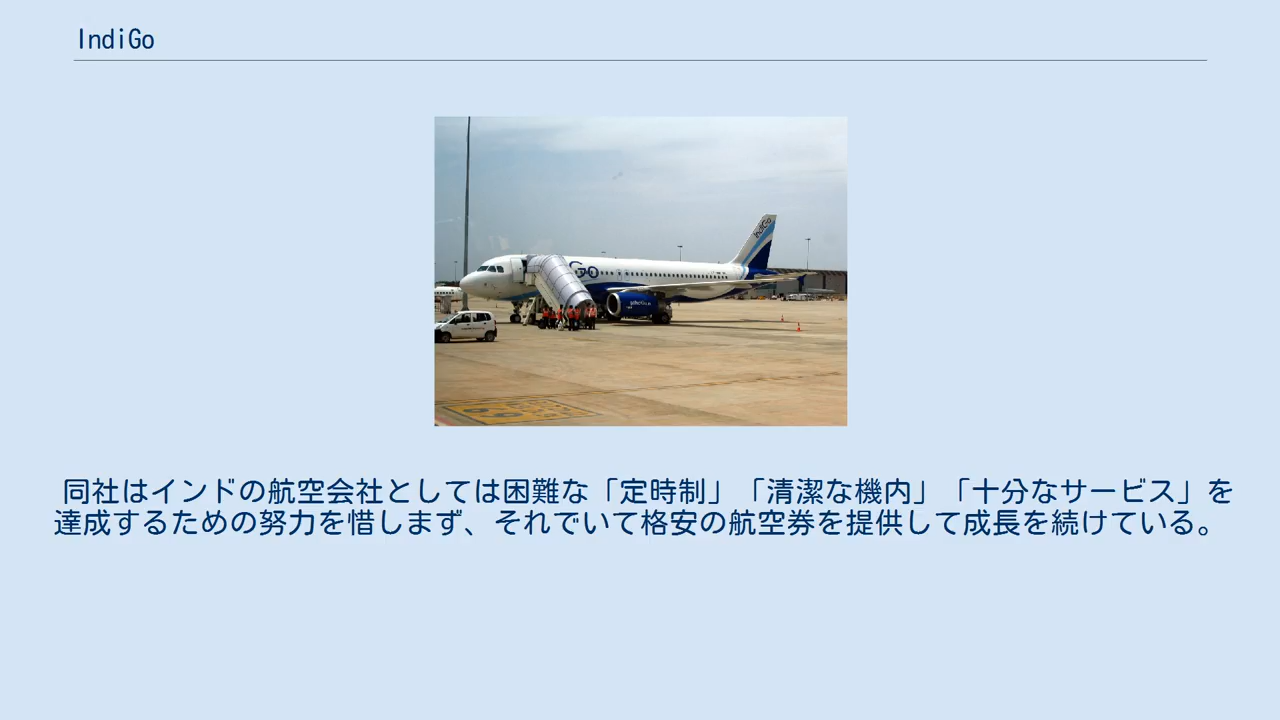 IndiGo
IndiGo
GO
同社はインドの航空会社としては困難な「定時制」「清潔な機内」「十分なサービス」を
達成するための努力を惜しまず、それでいて格安の航空券を提供して成長を続けている。